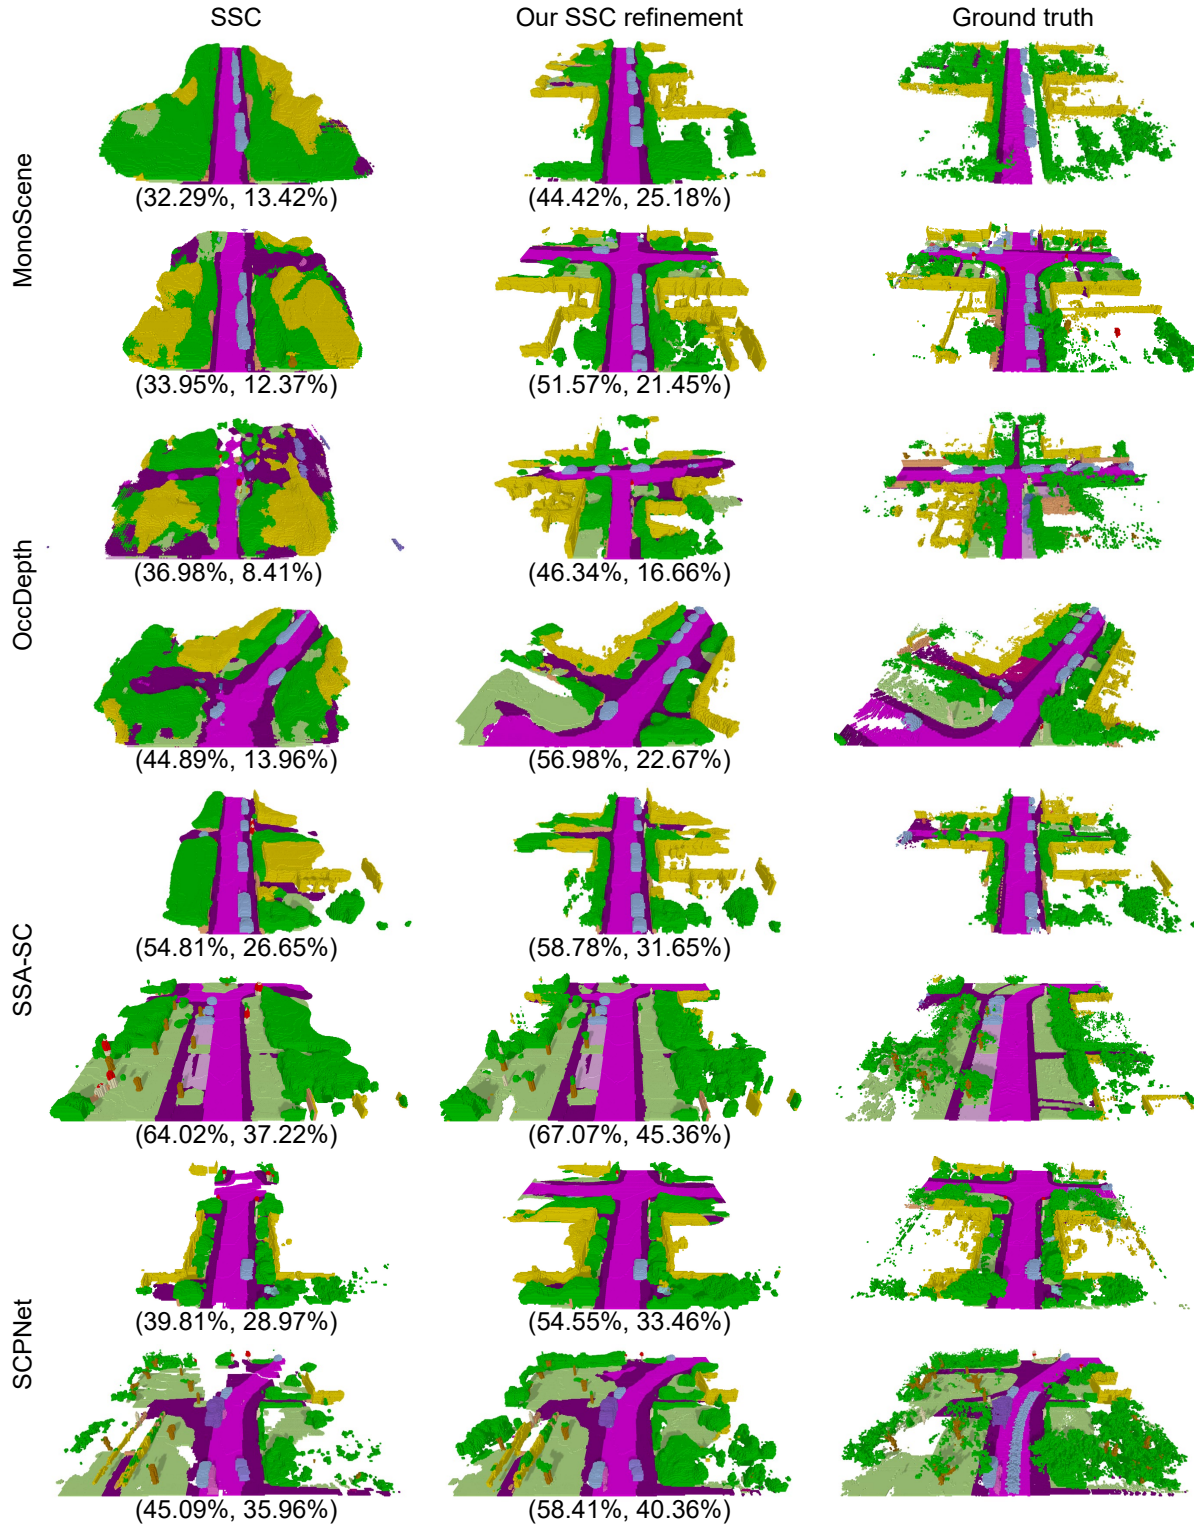 SSC
Our SSC refinement
Ground truth
MonoScene
(32.29%, 13.42%)
(44.42%, 25.18%)
(33.95%, 12.37%)
(51.57%, 21.45%)
OccDepth
(36.98%, 8.41%)
(46.34%, 16.66%)
(44.89%, 13.96%)
(56.98%, 22.67%)
SSA-SC
(54.81%, 26.65%)
(58.78%, 31.65%)
(64.02%, 37.22%)
(67.07%, 45.36%)
SCPNet
(39.81%, 28.97%)
(54.55%, 33.46%)
(45.09%, 35.96%)
(58.41%, 40.36%)